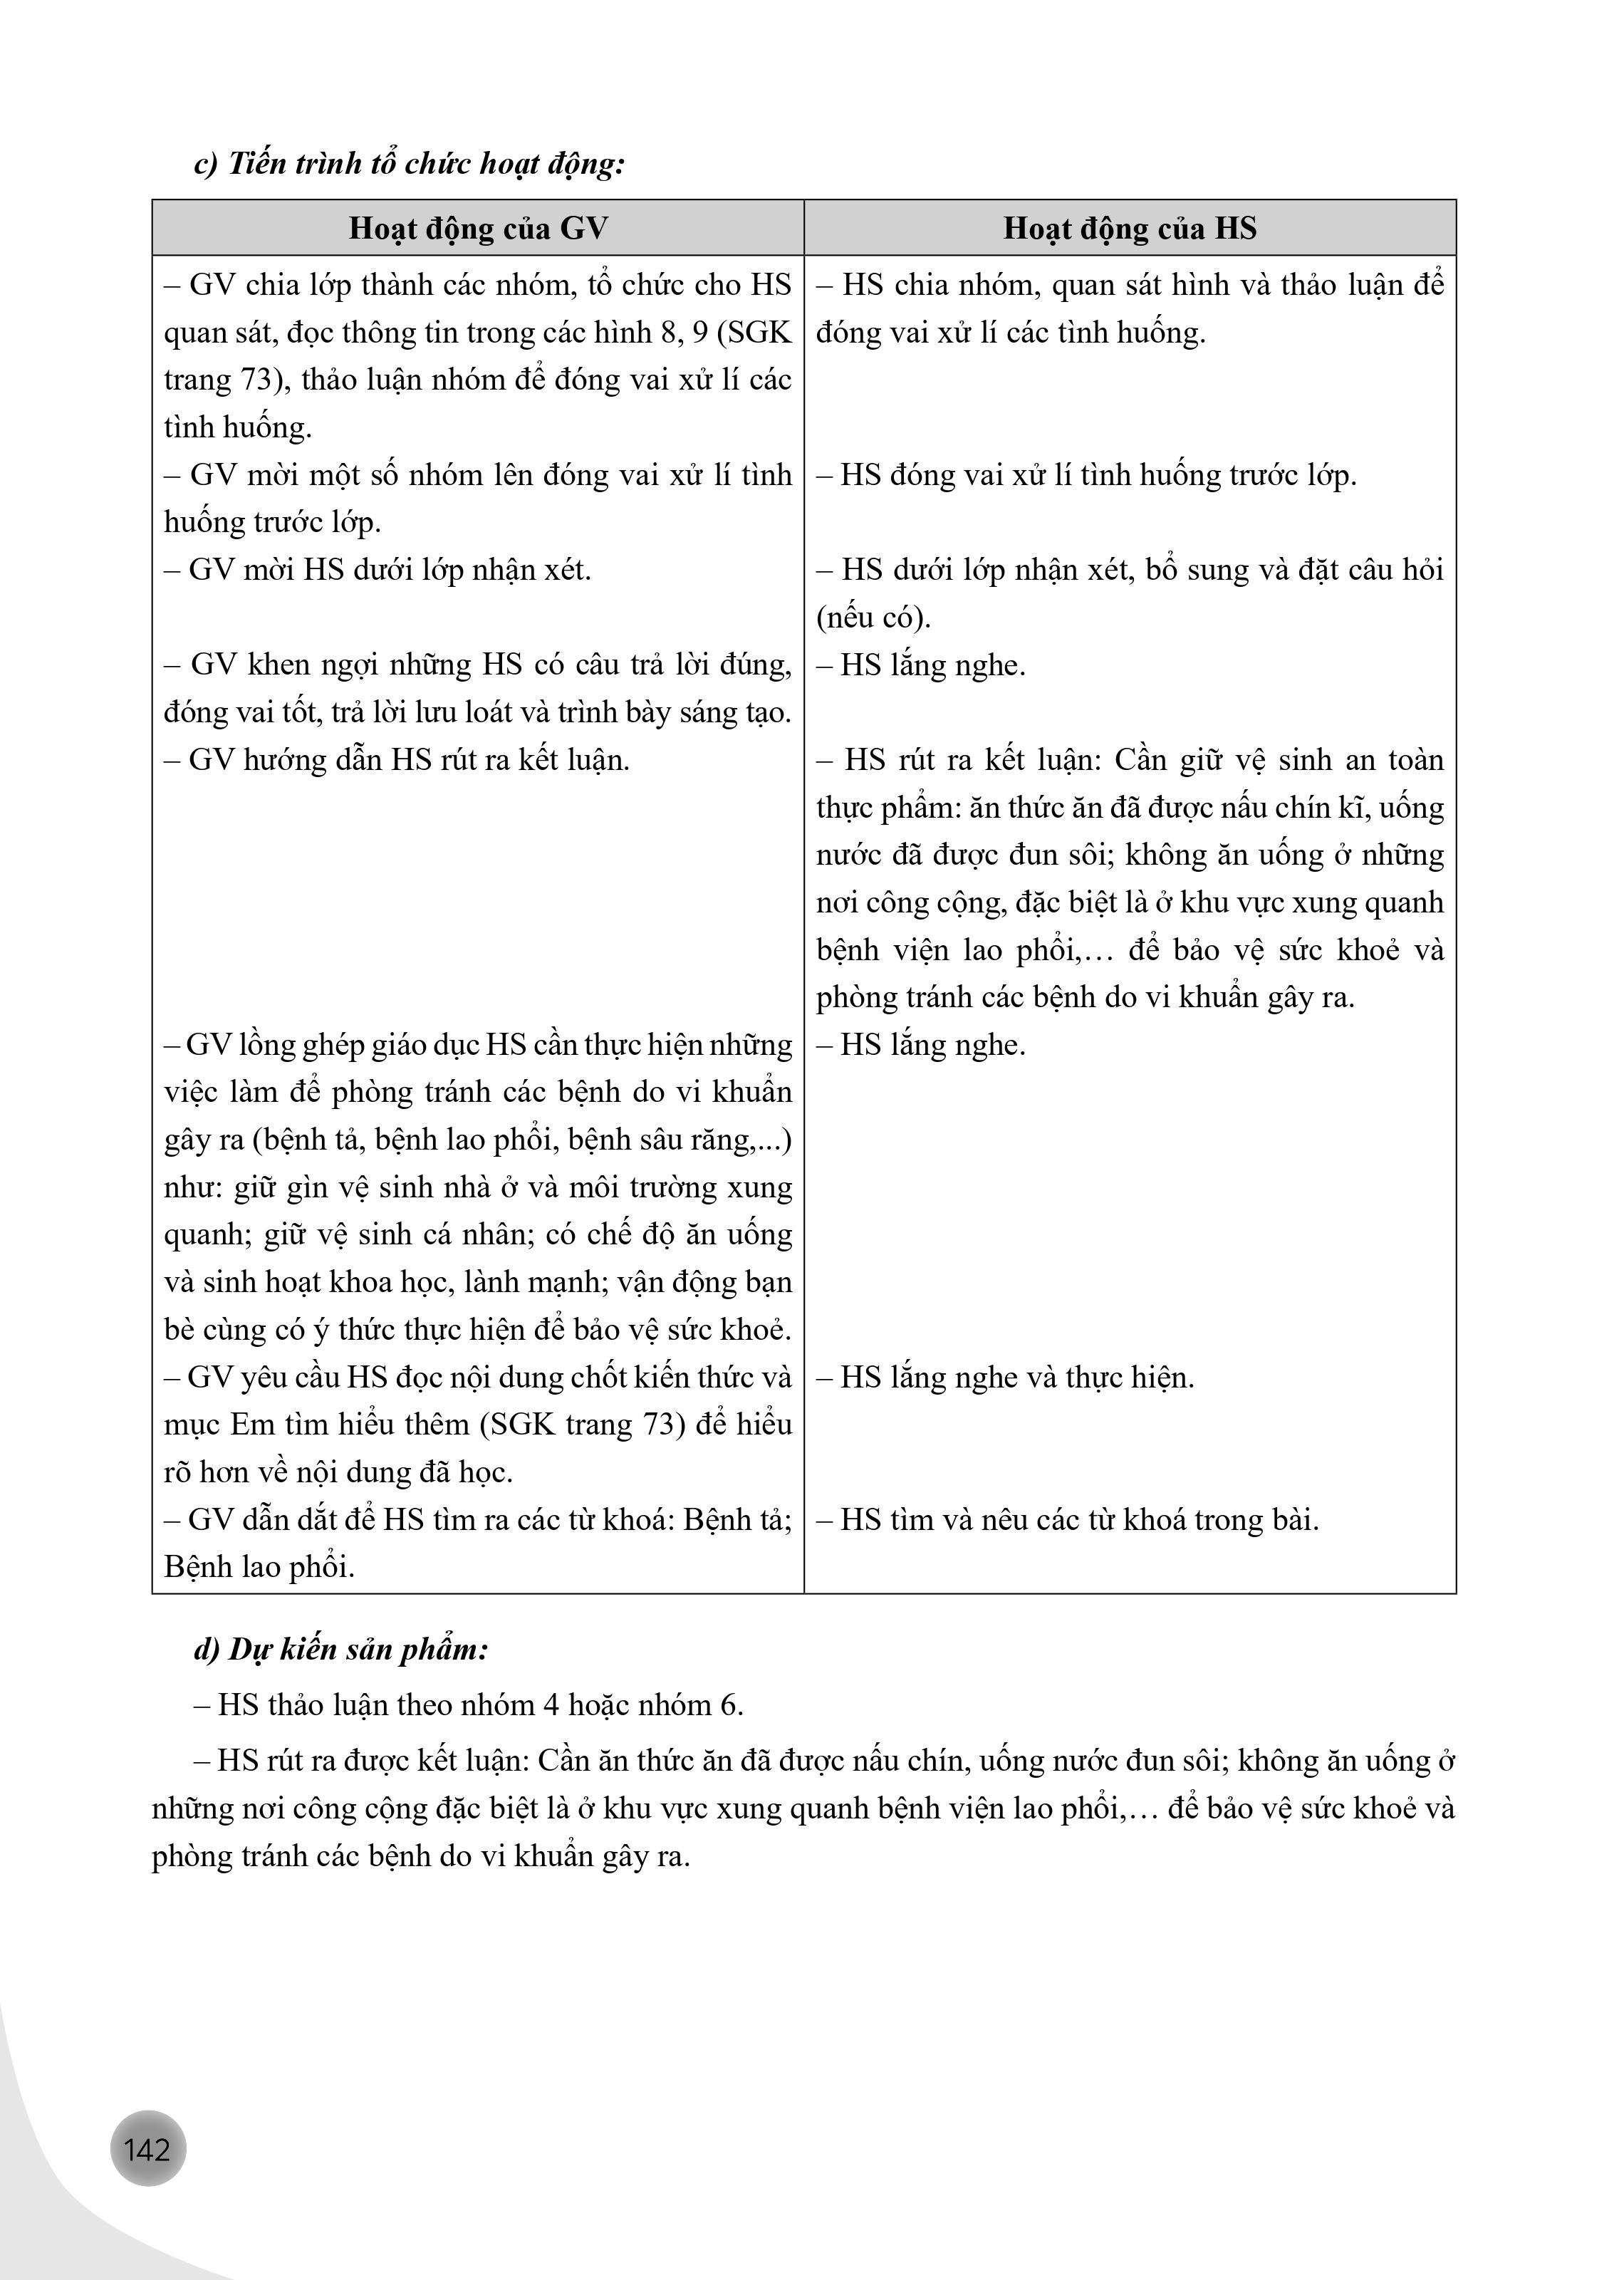 c) Tiến trình tổ chức hoạt động:
Hoạt động của GV
Hoạt động của HS
– GV chia lớp thành các nhóm, tổ chức cho HS
quan sát, đọc thông tin trong các hình 8, 9 (SGK
trang 73), thảo luận nhóm để đóng vai xử lí các
tình huống.
– HS chia nhóm, quan sát hình và thảo luận để
đóng vai xử lí các tình huống.
– GV mời một số nhóm lên đóng vai xử lí tình
huống trước lớp.
– HS đóng vai xử lí tình huống trước lớp.
– GV mời HS dưới lớp nhận xét.
– HS dưới lớp nhận xét, bổ sung và đặt câu hỏi
(nếu có).
– GV khen ngợi những HS có câu trả lời đúng,
đóng vai tốt, trả lời lưu loát và trình bày sáng tạo.
– HS lắng nghe.
– GV hướng dẫn HS rút ra kết luận.
– HS rút ra kết luận: Cần giữ vệ sinh an toàn
thực phẩm: ăn thức ăn đã được nấu chín kĩ, uống
nước đã được đun sôi; không ăn uống ở những
nơi công cộng, đặc biệt là ở khu vực xung quanh
bệnh viện lao phổi,… để bảo vệ sức khoẻ và
phòng tránh các bệnh do vi khuẩn gây ra.
– GV lồng ghép giáo dục HS cần thực hiện những
việc làm để phòng tránh các bệnh do vi khuẩn
gây ra (bệnh tả, bệnh lao phổi, bệnh sâu răng,...)
như: giữ gìn vệ sinh nhà ở và môi trường xung
quanh; giữ vệ sinh cá nhân; có chế độ ăn uống
và sinh hoạt khoa học, lành mạnh; vận động bạn
bè cùng có ý thức thực hiện để bảo vệ sức khoẻ.
– HS lắng nghe.
– GV yêu cầu HS đọc nội dung chốt kiến thức và
mục Em tìm hiểu thêm (SGK trang 73) để hiểu
rõ hơn về nội dung đã học.
– HS lắng nghe và thực hiện.
– GV dẫn dắt để HS tìm ra các từ khoá: Bệnh tả;
Bệnh lao phổi.
– HS tìm và nêu các từ khoá trong bài.
d) Dự kiến sản phẩm:
– HS thảo luận theo nhóm 4 hoặc nhóm 6.
– HS rút ra được kết luận: Cần ăn thức ăn đã được nấu chín, uống nước đun sôi; không ăn uống ở
những nơi công cộng đặc biệt là ở khu vực xung quanh bệnh viện lao phổi,… để bảo vệ sức khoẻ và
phòng tránh các bệnh do vi khuẩn gây ra.
142